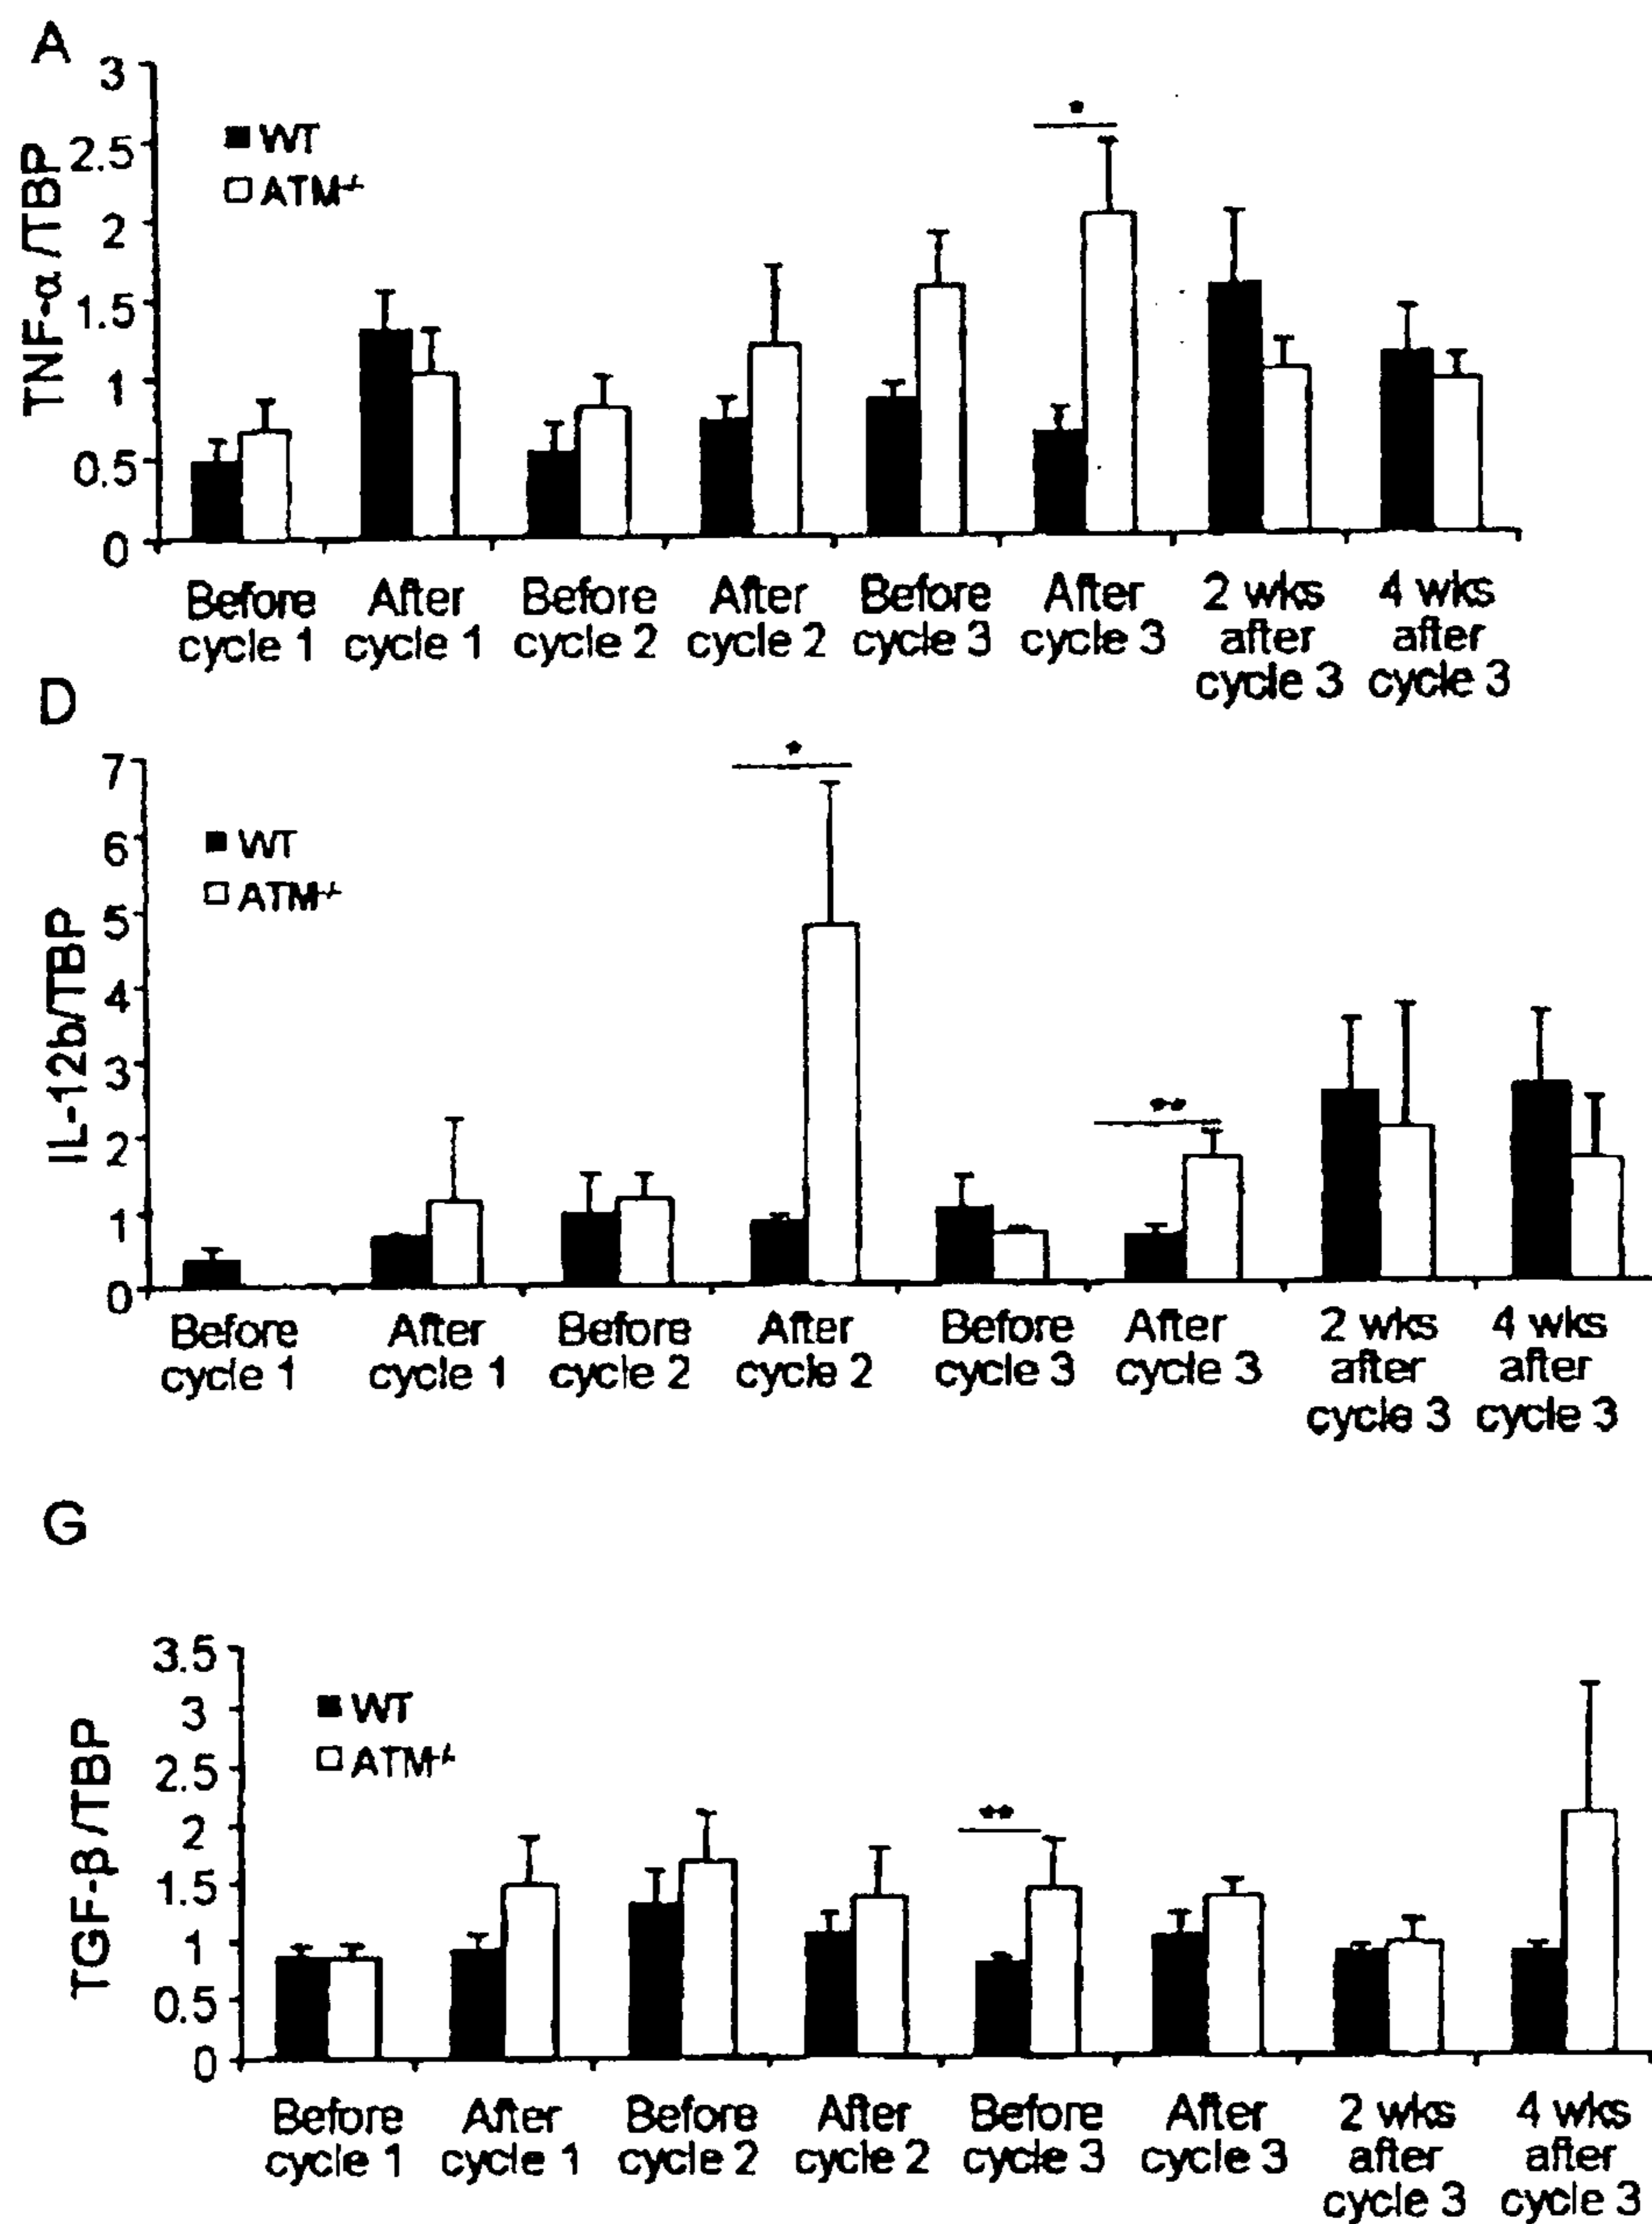 A
3
2.5
2
1.5
1
0.5
0
TNF-α/TBP
WT
ATM-/-
*
Before cycle 1
After cycle 1
Before cycle 2
After cycle 2
Before cycle 3
After cycle 3
2 wks after cycle 3
4 wks after cycle 3
D
7
6
5
4
3
2
1
0
IL-12b/TBP
WT
ATM-/-
*
**
Before cycle 1
After cycle 1
Before cycle 2
After cycle 2
Before cycle 3
After cycle 3
2 wks after cycle 3
4 wks after cycle 3
G
3.5
3
2.5
2
1.5
1
0.5
0
TGF-β/TBP
WT
ATM-/-
**
Before cycle 1
After cycle 1
Before cycle 2
After cycle 2
Before cycle 3
After cycle 3
2 wks after cycle 3
4 wks after cycle 3